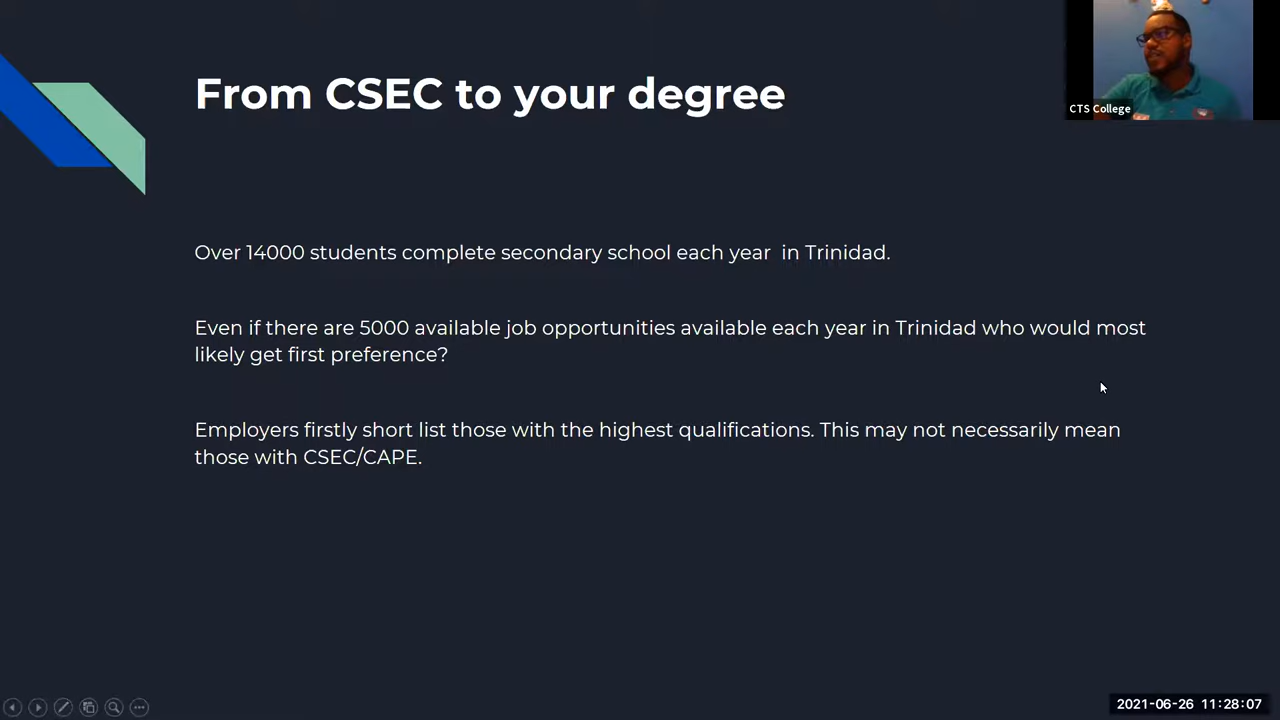 CTS College
From CSEC to your degree
Over 14000 students complete secondary school each year in Trinidad.
Even if there are 5000 available job opportunities available each year in Trinidad who would most
likely get first preference?
Employers firstly short list those with the highest qualifications. This may not necessarily mean
those with CSEC/CAPE.
2021-06-26 11:28:07